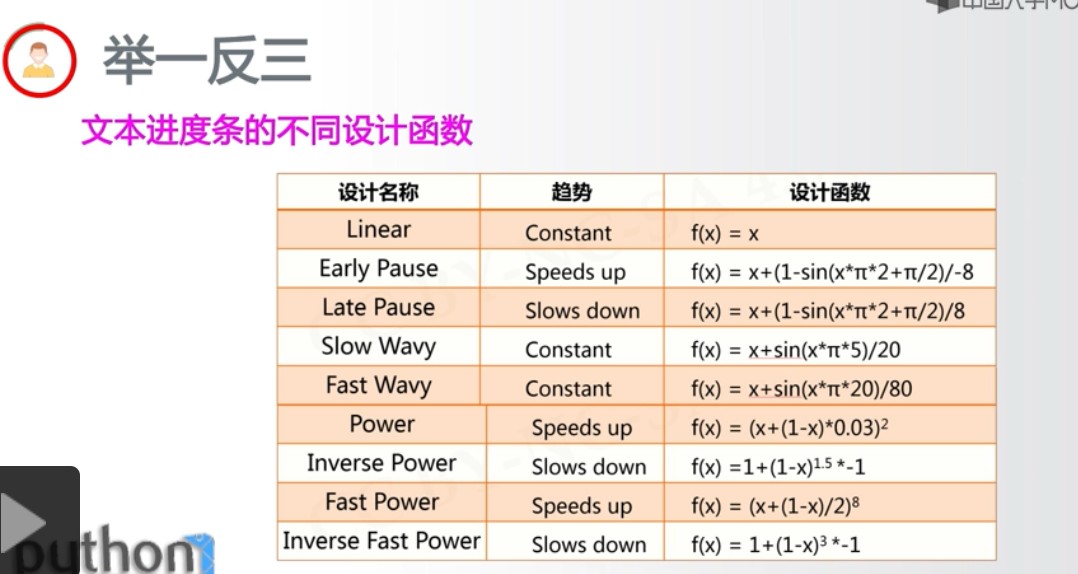 中国大学MO
举一反三
文本进度条的不同设计函数
设计名称 趋势 设计函数
Linear Constant f(x) = x
Early Pause Speeds up f(x) = x+(1-sin(x*π*2+π/2)/-8
Late Pause Slows down f(x) = x+(1-sin(x*π*2+π/2)/8
Slow Wavy Constant f(x) = x+sin(x*π*5)/20
Fast Wavy Constant f(x) = x+sin(x*π*20)/80
Power Speeds up f(x) = (x+(1-x)*0.03)²
Inverse Power Slows down f(x) =1+(1-x)¹·⁵ *-1
Fast Power Speeds up f(x) = (x+(1-x)/2)⁸
Inverse Fast Power Slows down f(x) = 1+(1-x)³ *-1
python